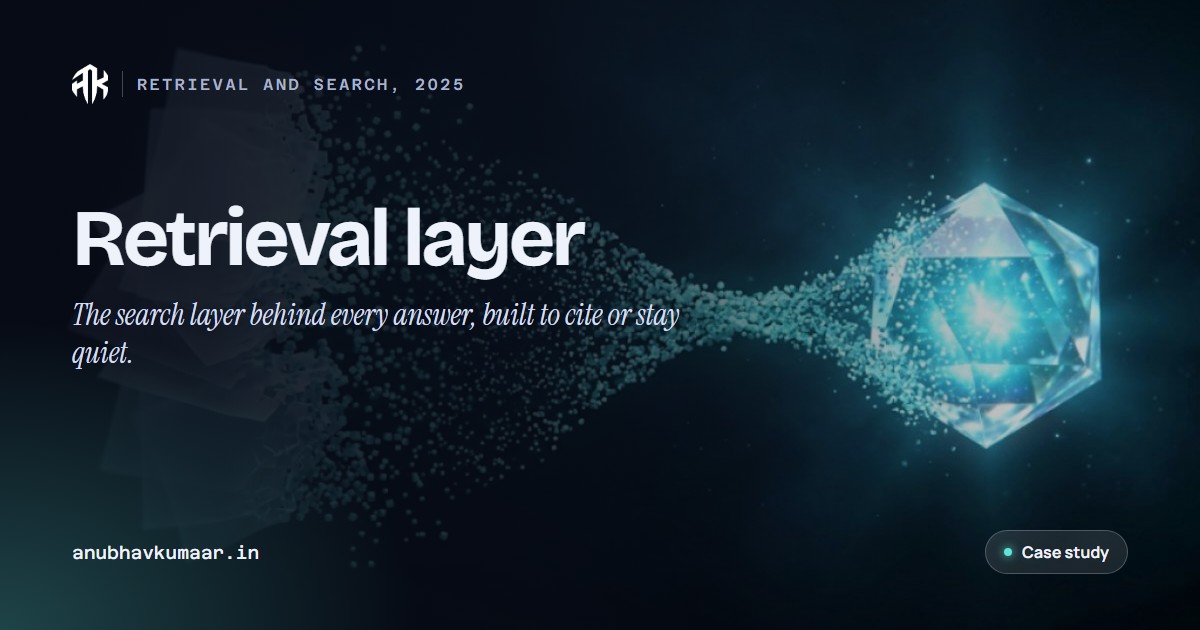 AK
RETRIEVAL AND SEARCH, 2025
Retrieval layer
The search layer behind every answer, built to cite or stay
quiet.
anubhavkumaar.in
Case study